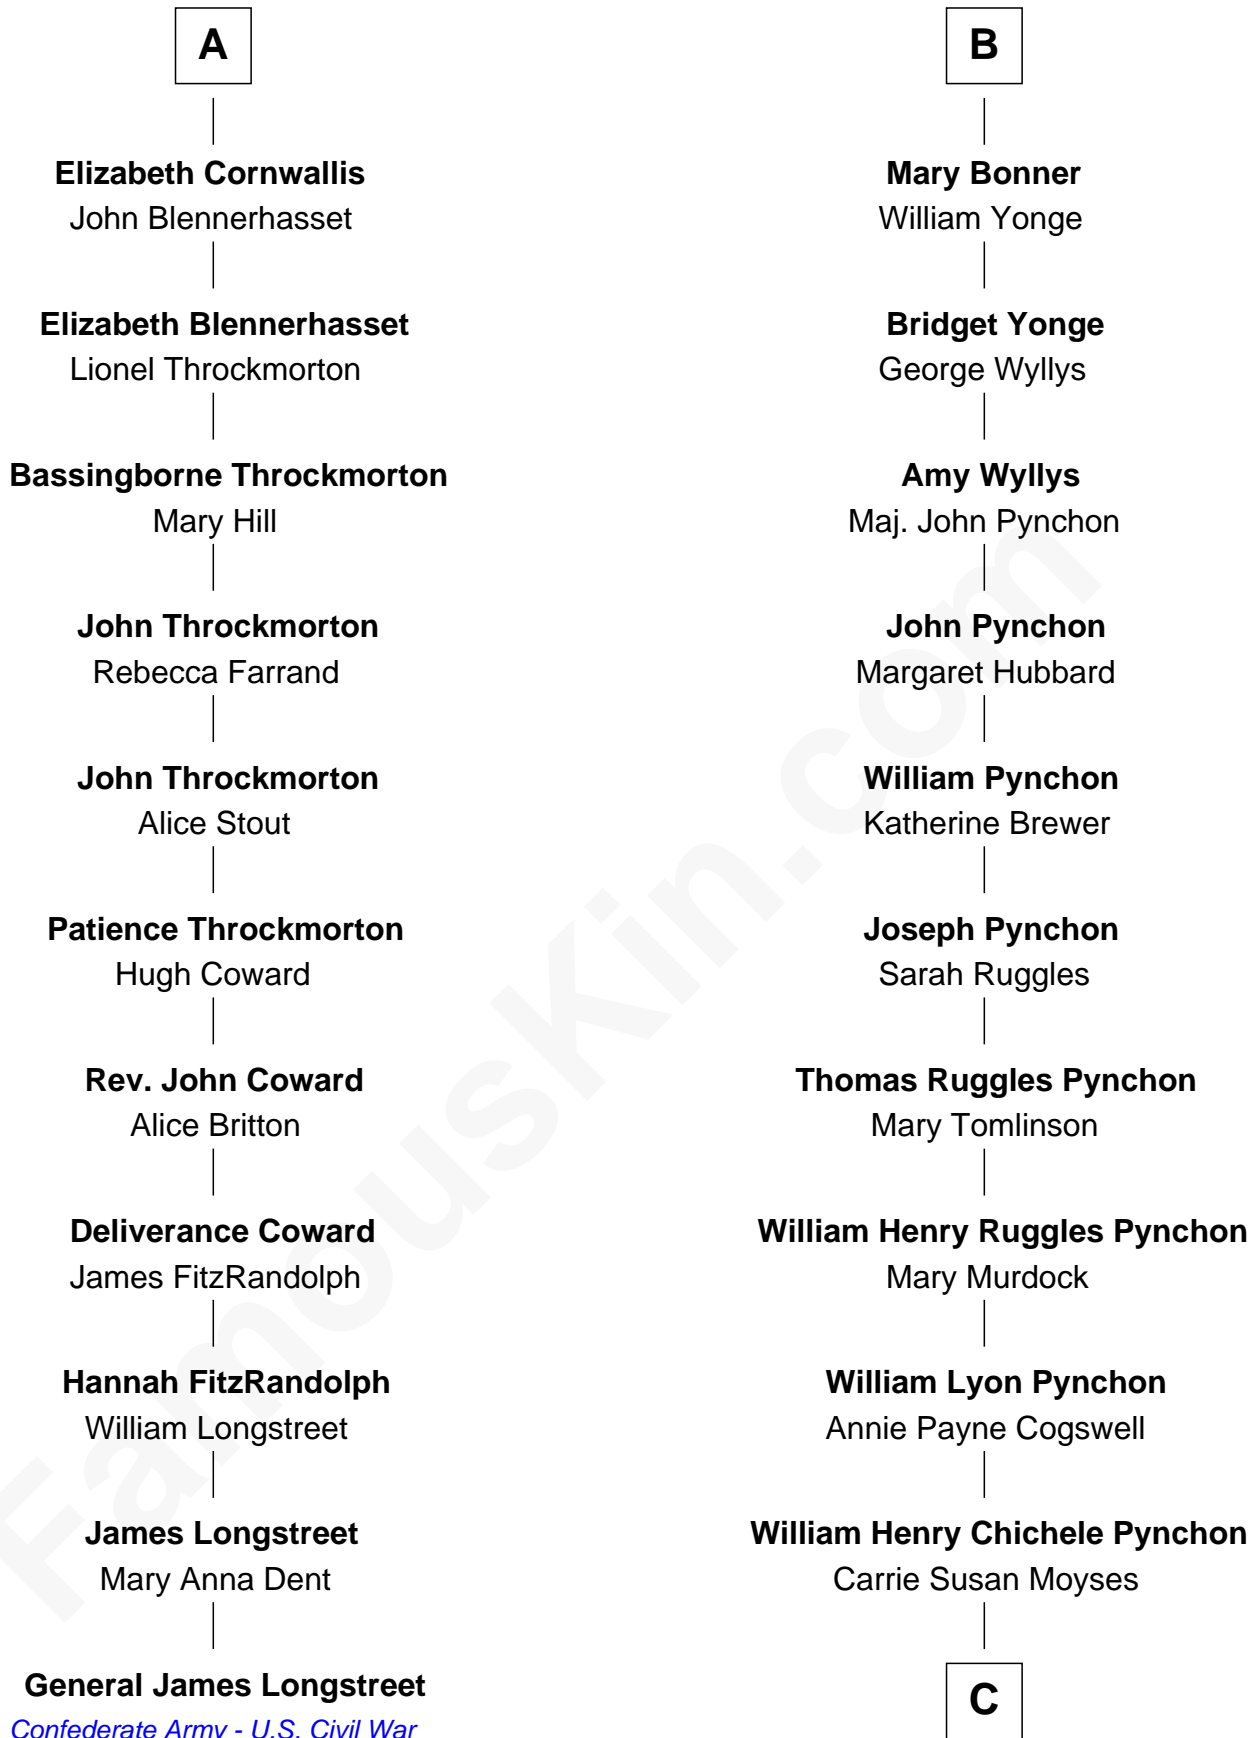 A
Elizabeth Cornwallis
John Blennerhasset
Elizabeth Blennerhasset
Lionel Throckmorton
Bassingborne Throckmorton
Mary Hill
John Throckmorton
Rebecca Farrand
John Throckmorton
Alice Stout
Patience Throckmorton
Hugh Coward
Rev. John Coward
Alice Britton
Deliverance Coward
James FitzRandolph
Hannah FitzRandolph
William Longstreet
James Longstreet
Mary Anna Dent
General James Longstreet
Confederate Army - U.S. Civil War
B
Mary Bonner
William Yonge
Bridget Yonge
George Wyllys
Amy Wyllys
Maj. John Pynchon
John Pynchon
Margaret Hubbard
William Pynchon
Katherine Brewer
Joseph Pynchon
Sarah Ruggles
Thomas Ruggles Pynchon
Mary Tomlinson
William Henry Ruggles Pynchon
Mary Murdock
William Lyon Pynchon
Annie Payne Cogswell
William Henry Chichele Pynchon
Carrie Susan Moyses
C
FamousKin.com